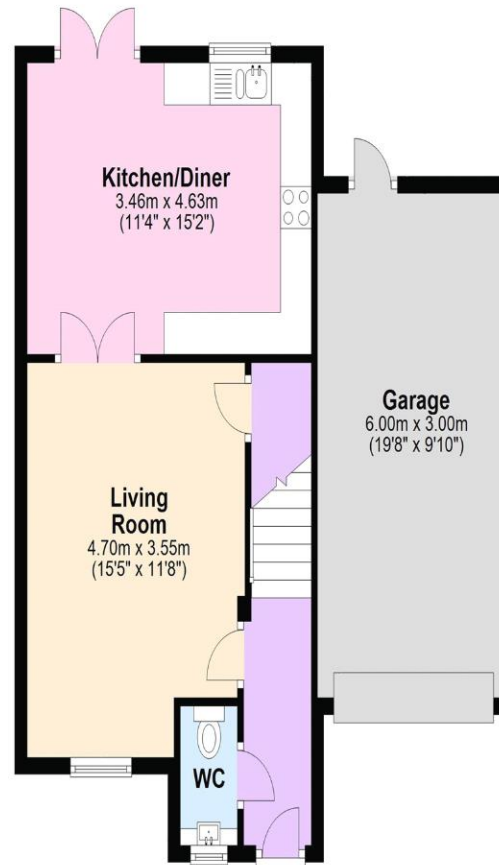 Kitchen/Diner
3.46m x 4.63m
(11'4" x 15'2")
Garage
6.00m x 3.00m
(19'8" x 9'10")
Living
Room
4.70m x 3.55m
(15'5" x 11'8")
WC